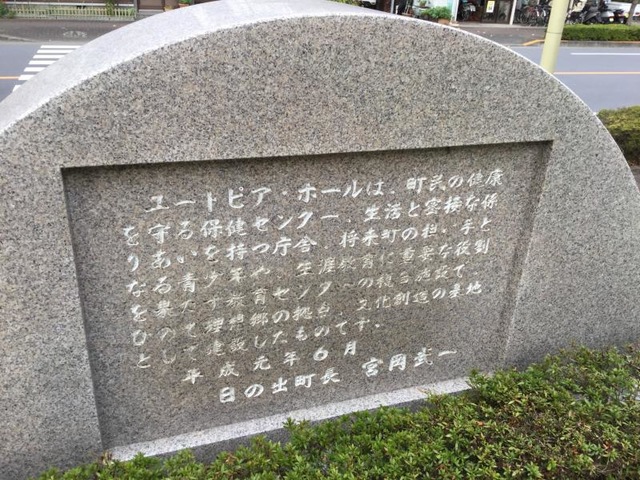 ユートピア・ホールは、町民の健康
を守る保健センター、生活と密接な係
りあいを持つ庁舎、将来町の担い手と
なる青少年や、生涯教育に重要な役割
を果たす教育センターの複合施設で、
ひので理想郷の拠点、文化創造の基地
として建設したものです。
平成元年6月
日の出町長 宮岡武一